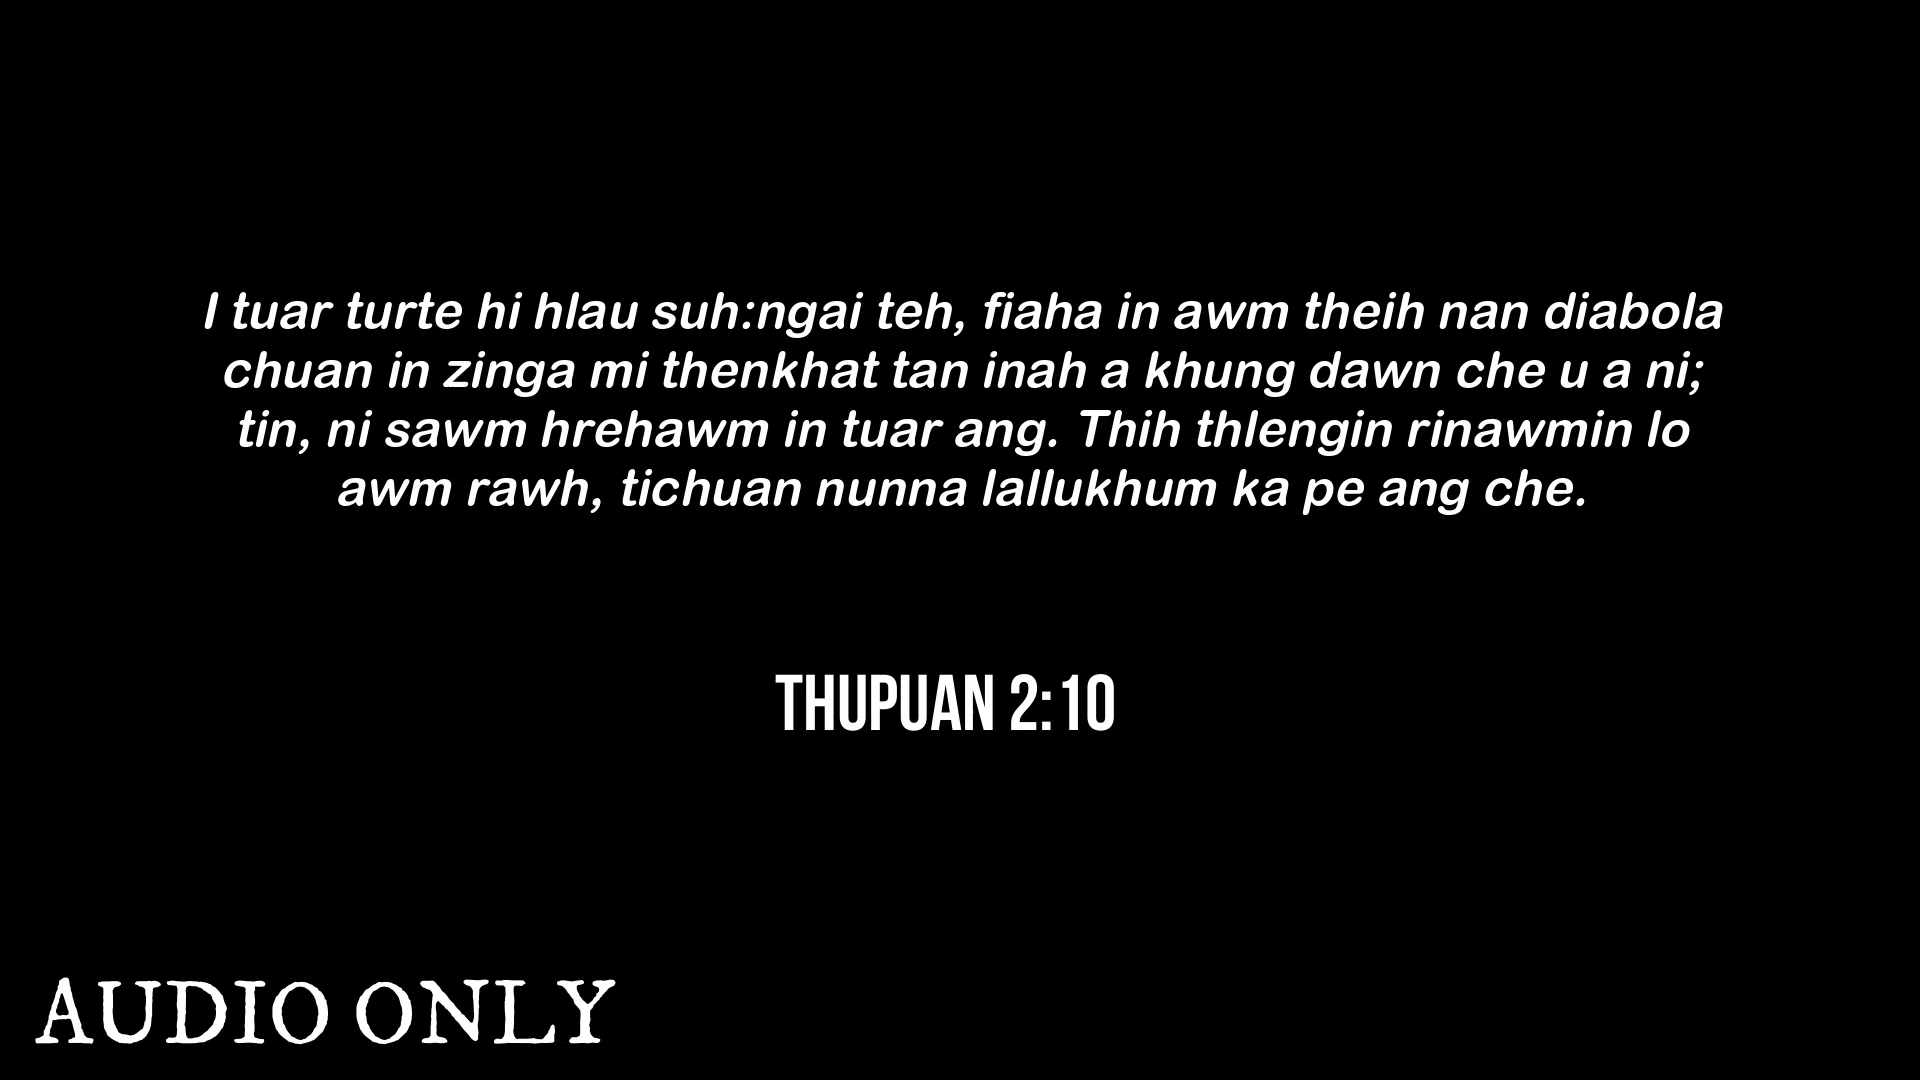 I tuar turte hi hlau suh:ngai teh, fiaha in awm theih nan diabola
chuan in zinga mi thenkhat tan inah a khung dawn che u a ni;
tin, ni sawm hrehawm in tuar ang. Thih thlengin rinawmin lo
awm rawh, tichuan nunna lallukhum ka pe ang che.
THUPUAN 2:10
AUDIO ONLY